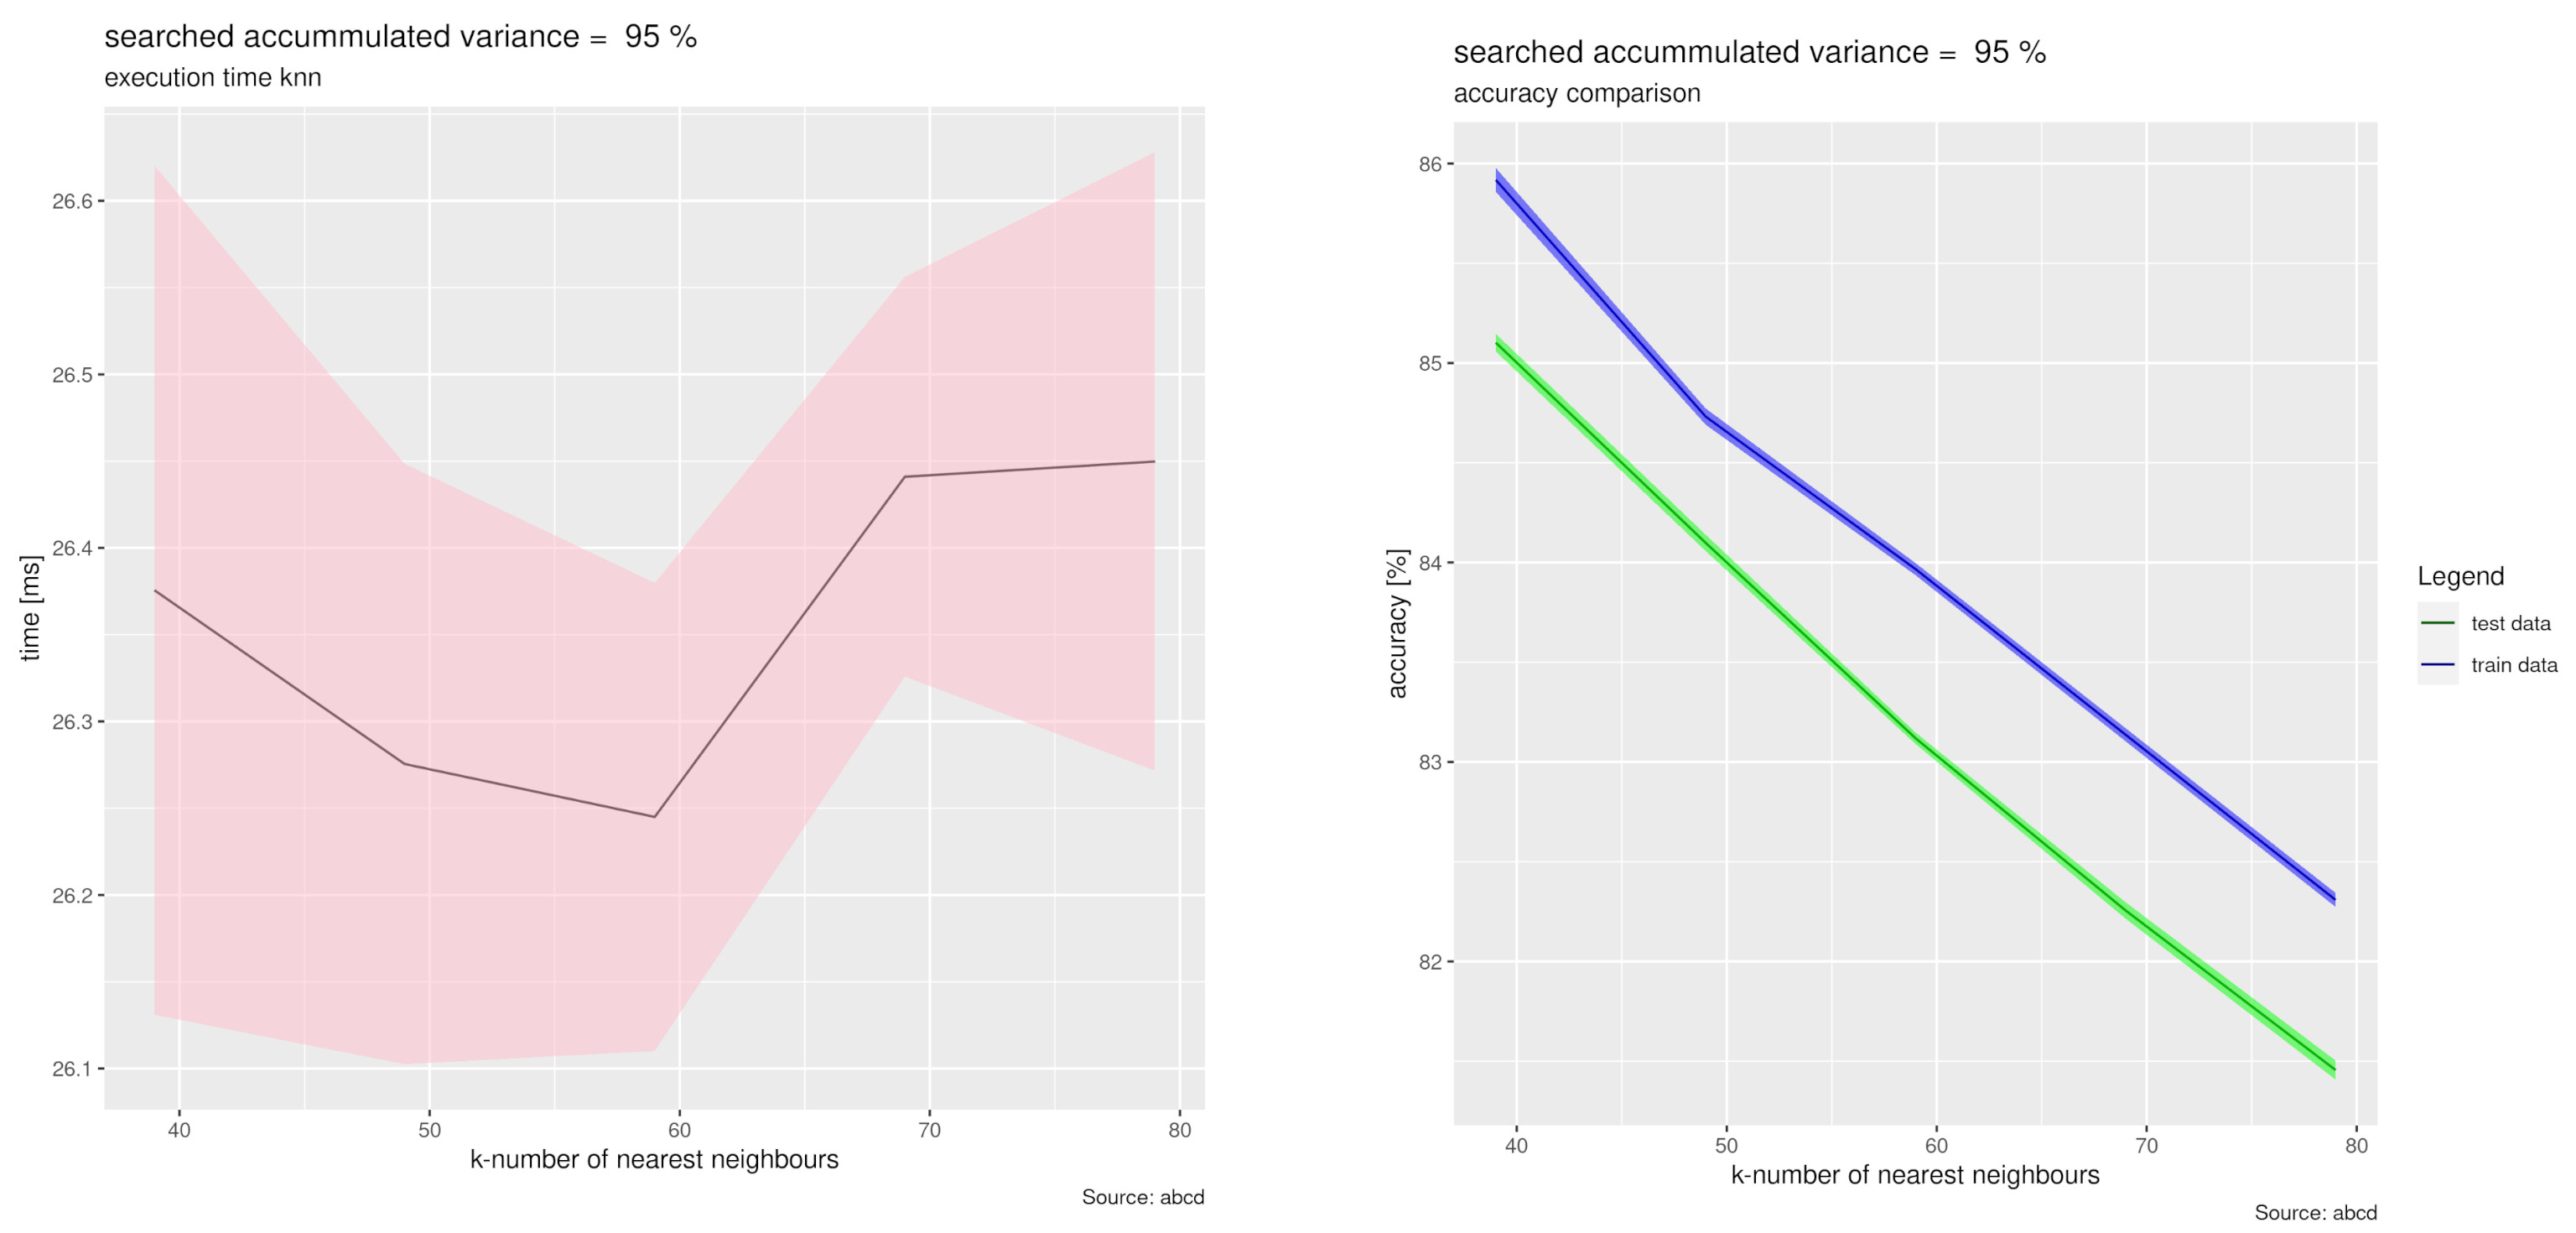 searched accummulated variance = 95 %
execution time knn
26.6
26.5
26.4
26.3
26.2
26.1
time [ms]
40 50 60 70 80
k-number of nearest neighbours
Source: abcd
searched accummulated variance = 95 %
accuracy comparison
86
85
84
83
82
accuracy [%]
40 50 60 70 80
k-number of nearest neighbours
Source: abcd
Legend
test data
train data